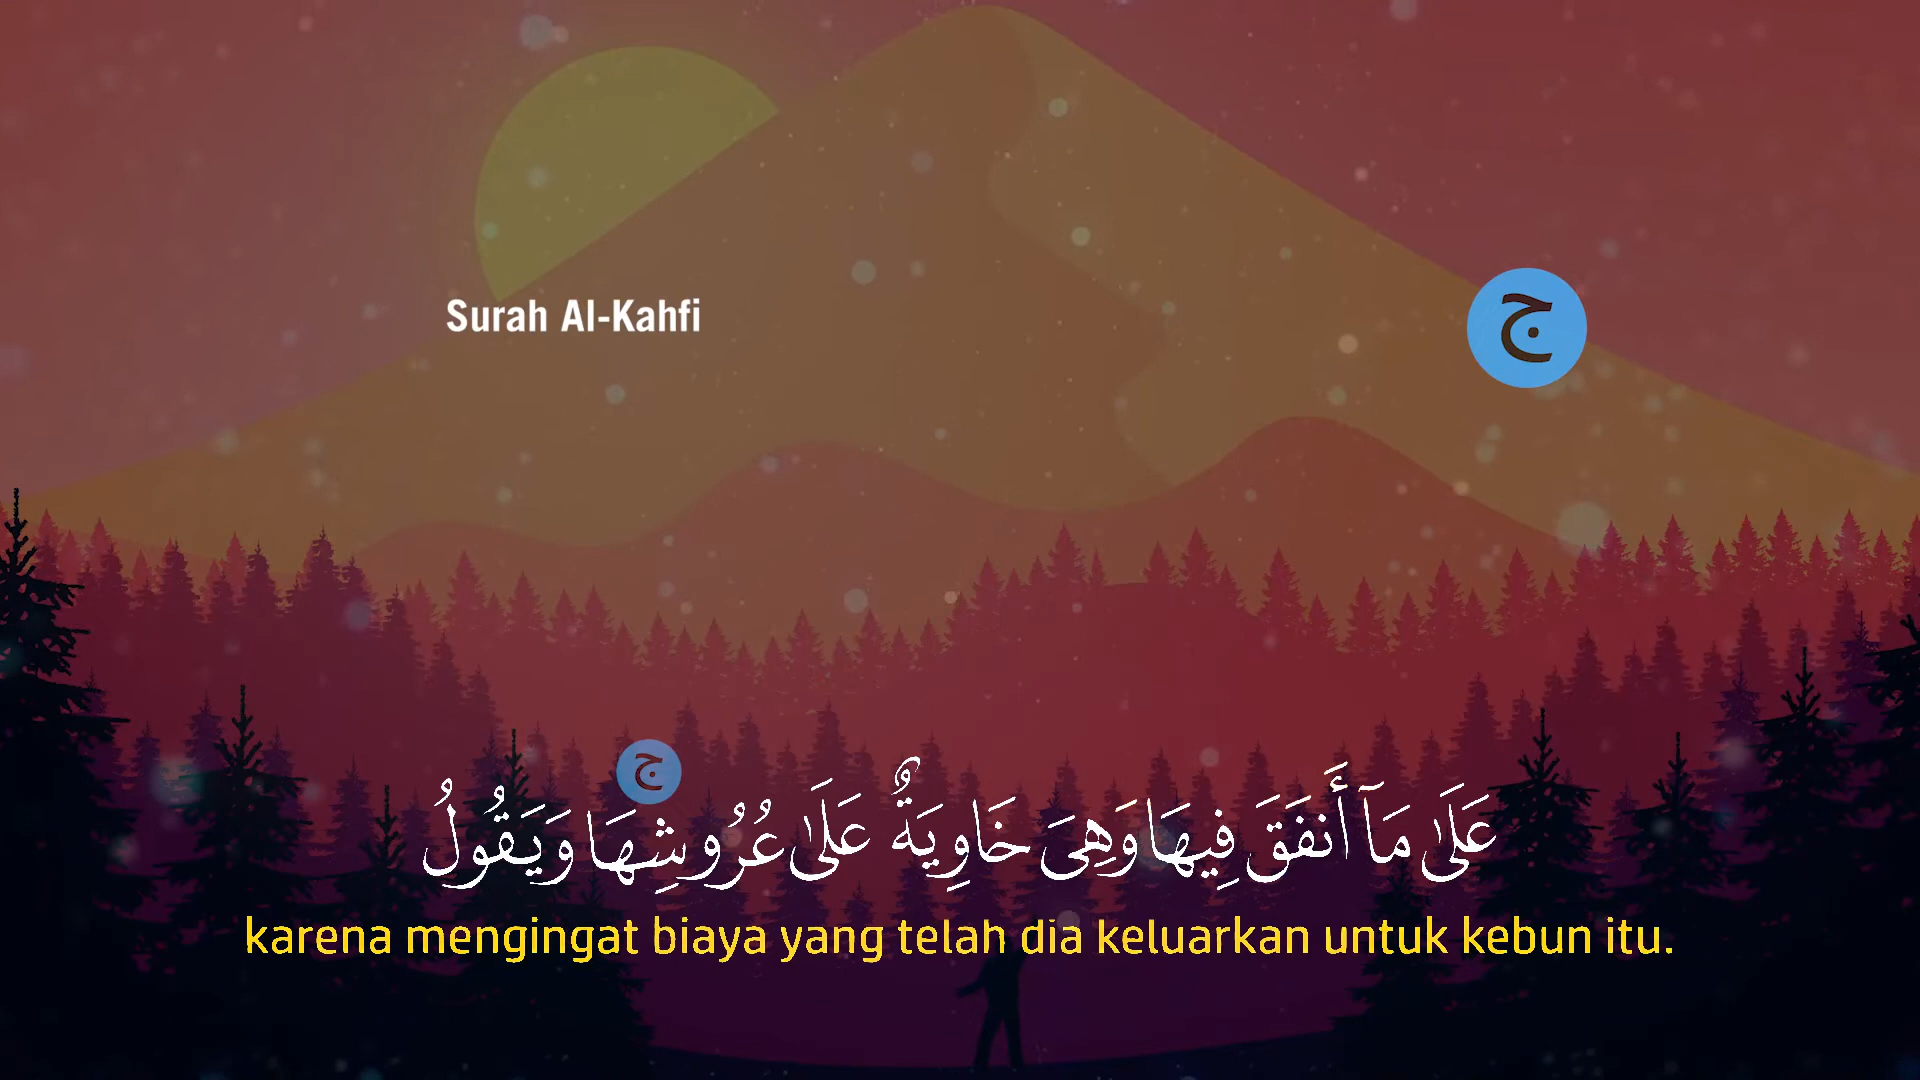 Surah Al-Kahfi
ج
ج
عَلَىٰ مَآ أَنفَقَ فِيهَا وَهِىَ خَاوِيَةٌ عَلَىٰ عُرُوشِهَا وَيَقُولُ
karena mengingat biaya yang telah dia keluarkan untuk kebun itu.